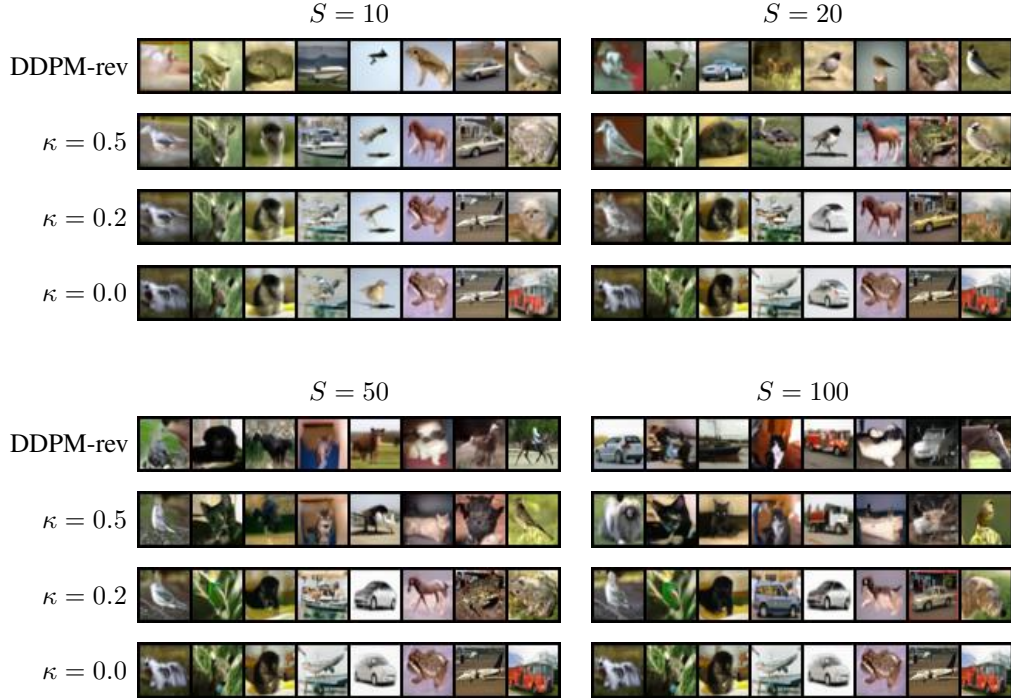 S = 10
S = 20
DDPM-rev
κ = 0.5
κ = 0.2
κ = 0.0
S = 50
S = 100
DDPM-rev
κ = 0.5
κ = 0.2
κ = 0.0